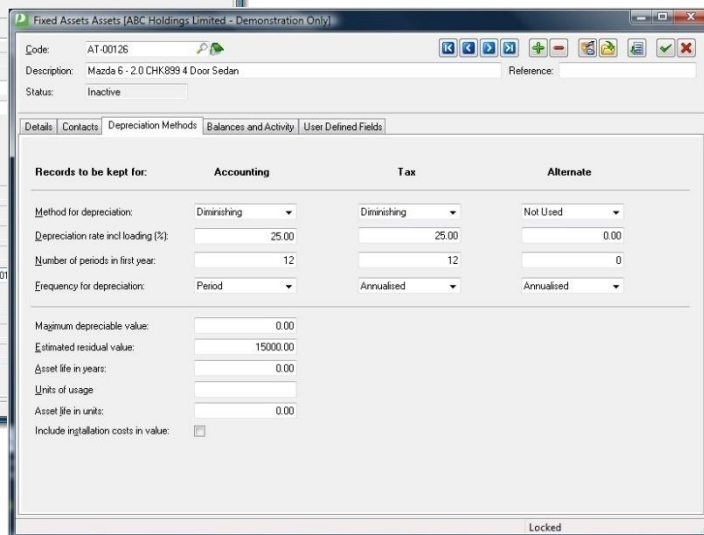 Fixed Assets Assets [ABC Holdings Limited - Demonstration Only]
Code: AT-00126
Description: Mazda 6 - 2.0 CHK899 4 Door Sedan Reference:
Status: Inactive
Details Contacts Depreciation Methods Balances and Activity User Defined Fields
Records to be kept for: Accounting Tax Alternate
Method for depreciation: Diminishing Diminishing Not Used
Depreciation rate incl loading (%): 25.00 25.00 0.00
Number of periods in first year: 12 12 0
Frequency for depreciation: Period Annualised Annualised
Maximum depreciable value: 0.00
Estimated residual value: 15000.00
Asset life in years: 0.00
Units of usage
Asset life in units: 0.00
Include installation costs in value:
Locked